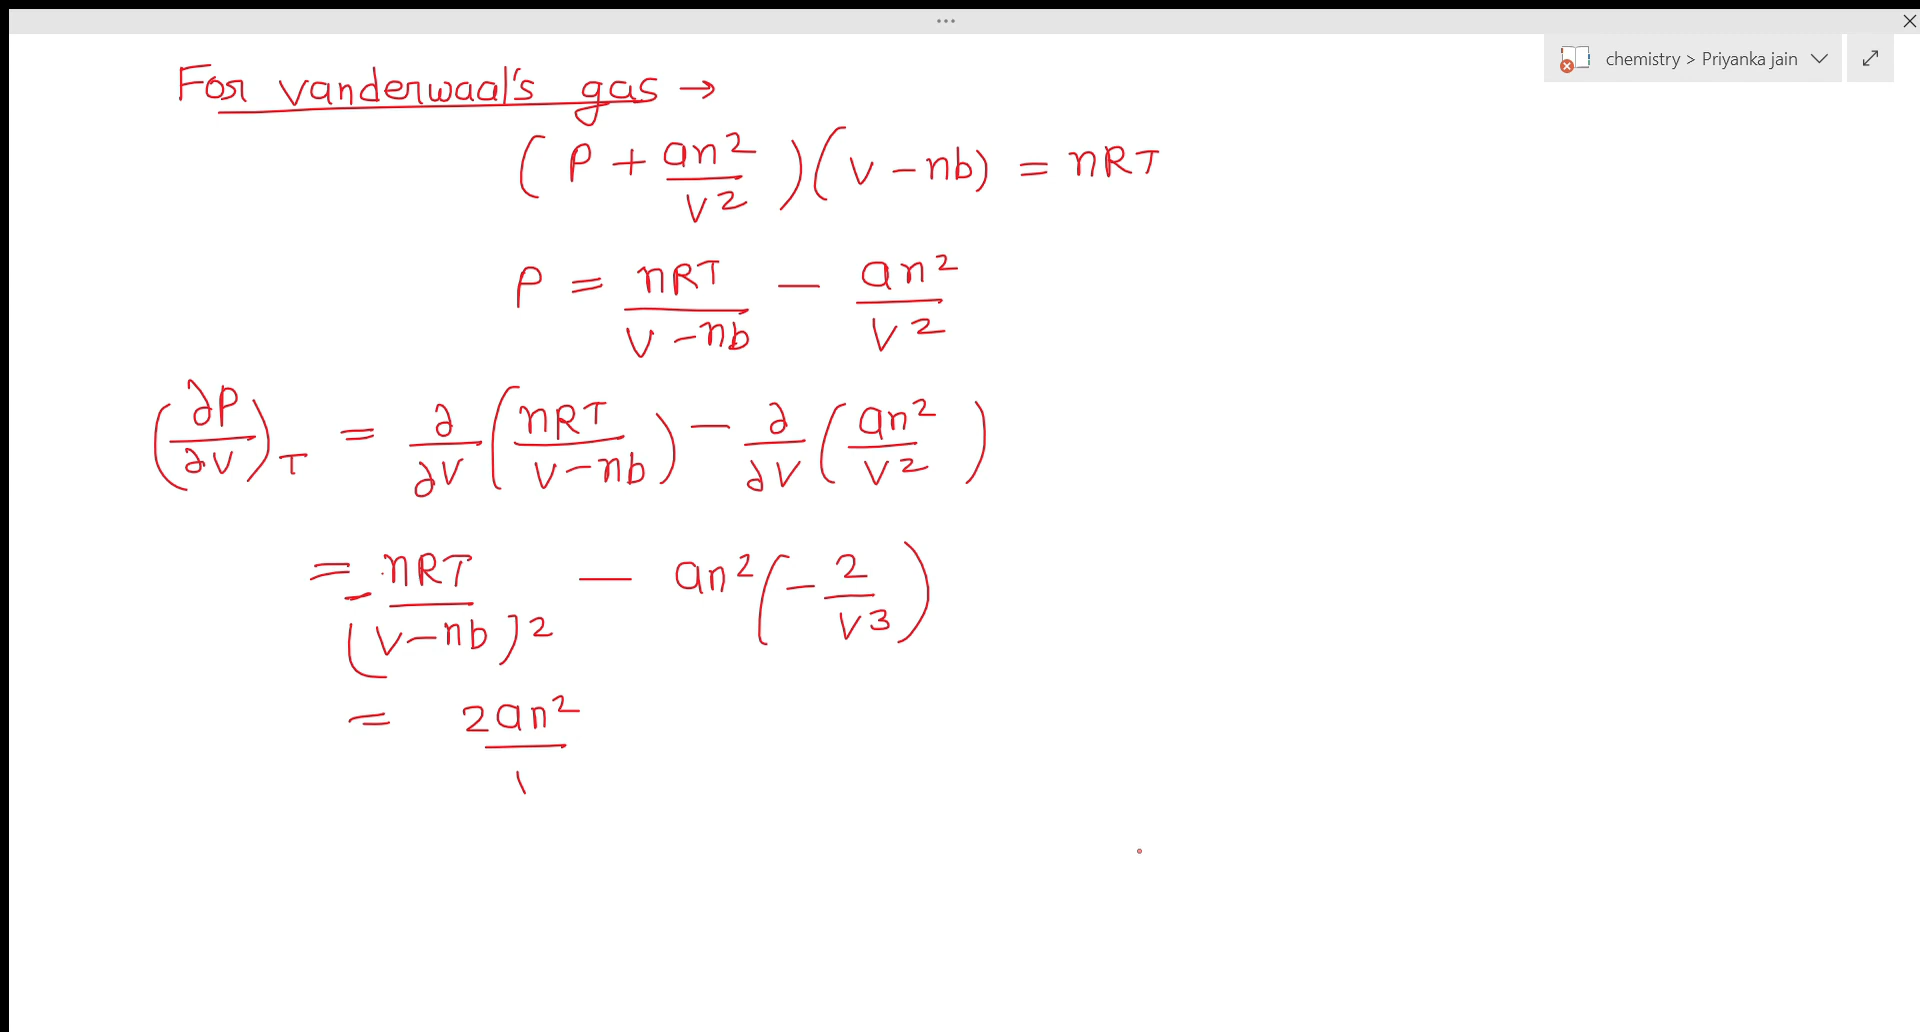 chemistry > Priyanka jain
For vanderwaal's gas →
(P + an²/V²)(V - nb) = nRT
P = nRT/(V - nb) - an²/V²
(∂P/∂V)T = ∂/∂V (nRT/(V - nb)) - ∂/∂V (an²/V²)
= - nRT/(V - nb)² - an² (- 2/V³)
= 2an²/\